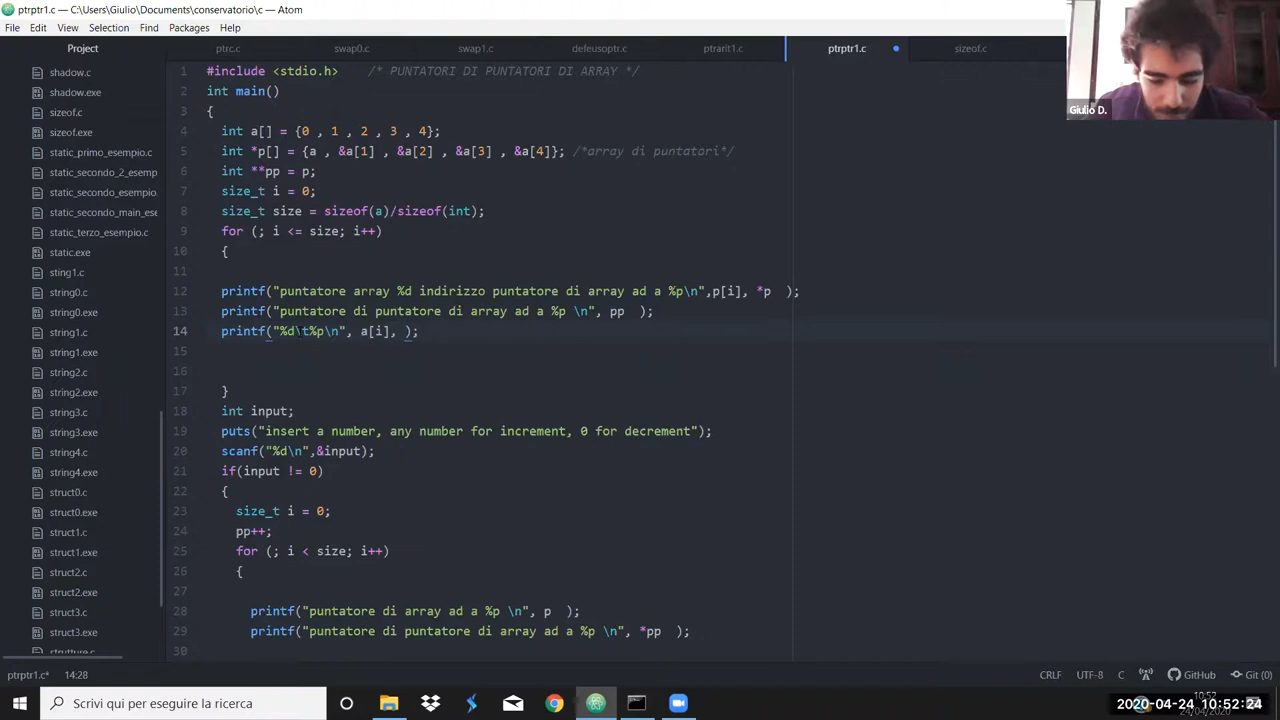 ptrptr1.c — C:\Users\Giulio\Documents\conservatorio\c — Atom
File Edit View Selection Find Packages Help
Project ptrc.c swap0.c swap1.c defeusoptr.c ptrarit1.c ptrptr1.c sizeof.c
shadow.c
shadow.exe
sizeof.c
sizeof.exe
static_primo_esempio.c
static_secondo_2_esemp
static_secondo_esempio.
static_secondo_main_ese
static_terzo_esempio.c
static.exe
sting1.c
string0.c
string0.exe
string1.c
string1.exe
string2.c
string2.exe
string3.c
string3.exe
string4.c
string4.exe
struct0.c
struct0.exe
struct1.c
struct1.exe
struct2.c
struct2.exe
struct3.c
struct3.exe
strutture.c
1 #include <stdio.h> /* PUNTATORI DI PUNTATORI DI ARRAY */
2 int main()
3 {
4 int a[] = {0 , 1 , 2 , 3 , 4};
5 int *p[] = {a , &a[1] , &a[2] , &a[3] , &a[4]}; /*array di puntatari*/
6 int **pp = p;
7 size_t i = 0;
8 size_t size = sizeof(a)/sizeof(int);
9 for (; i <= size; i++)
10 {
11
12 printf("puntatore array %d indirizzo puntatore di array ad a %p\n",p[i], *p );
13 printf("puntatore di puntatore di array ad a %p \n", pp );
14 printf("%d\t%p\n", a[i], );
15
16
17 }
18 int input;
19 puts("insert a number, any number for increment, 0 for decrement");
20 scanf("%d\n",&input);
21 if(input != 0)
22 {
23 size_t i = 0;
24 pp++;
25 for (; i < size; i++)
26 {
27
28 printf("puntatore di array ad a %p \n", p );
29 printf("puntatore di puntatore di array ad a %p \n", *pp );
30
Giulio D.
ptrptr1.c* 14:28 CRLF UTF-8 C GitHub Git (0)
Scrivi qui per eseguire la ricerca
10:52
24/04/2020
2020-04-24 10:52:24